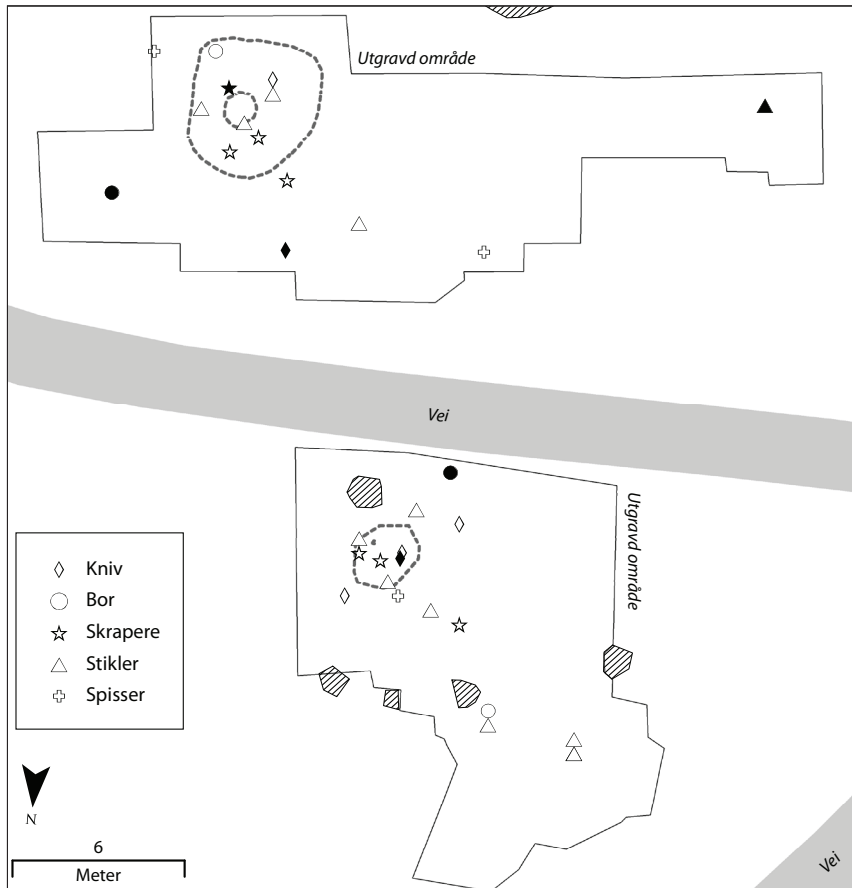 Utgravd område
Vei
Utgravd område
Kniv
Bor
Skrapere
Stikler
Spisser
N
6
Meter
Vei